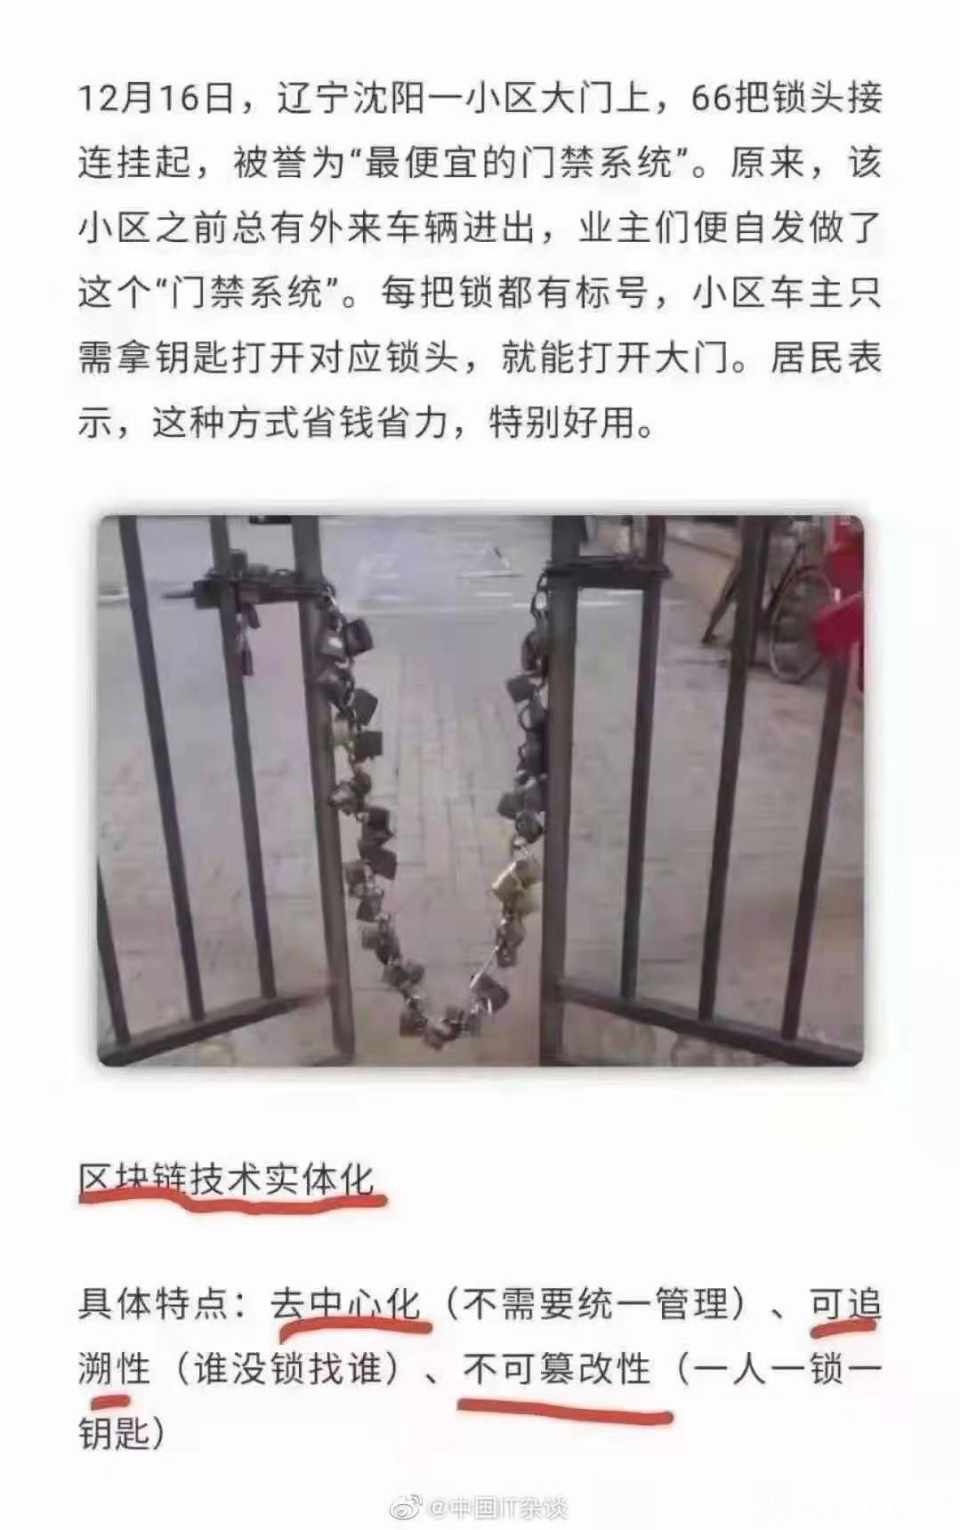 12月16日，辽宁沈阳一小区大门上，66把锁头接
连挂起，被誉为“最便宜的门禁系统”。原来，该
小区之前总有外来车辆进出，业主们便自发做了
这个“门禁系统”。每把锁都有标号，小区车主只
需拿钥匙打开对应锁头，就能打开大门。居民表
示，这种方式省钱省力，特别好用。
区块链技术实体化
具体特点：去中心化（不需要统一管理）、可追
溯性（谁没锁找谁）、不可篡改性（一人一锁一
钥匙）
@中国IT杂谈